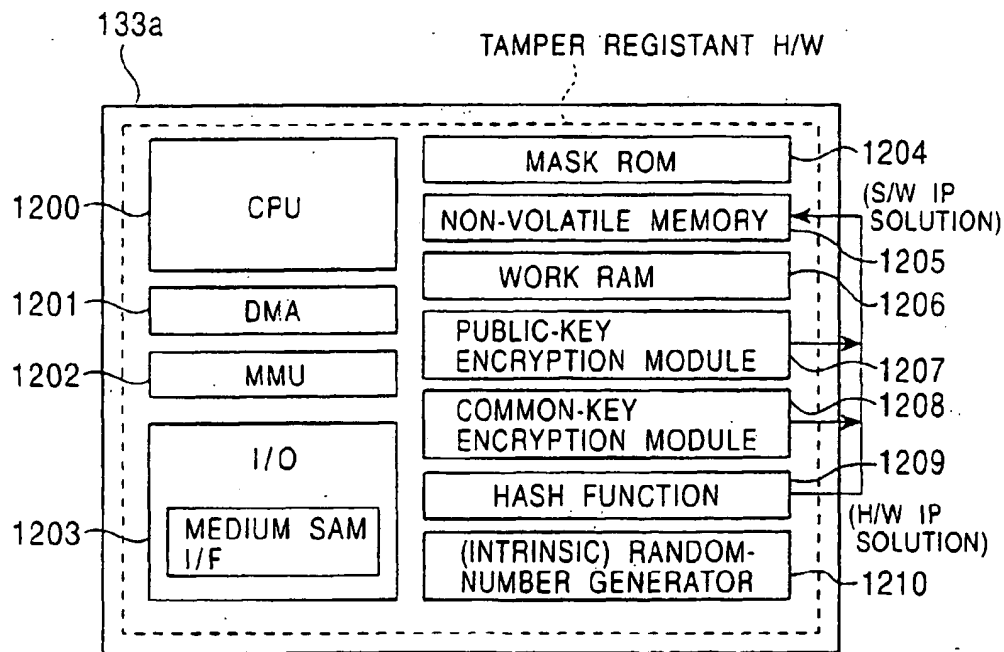 133a
TAMPER REGISTANT H/W
1200
CPU
1201
DMA
1202
MMU
1203
I/O
MEDIUM SAM
I/F
MASK ROM
1204
NON-VOLATILE MEMORY
(S/W IP
SOLUTION)
1205
WORK RAM
1206
PUBLIC-KEY
ENCRYPTION MODULE
1207
COMMON-KEY
ENCRYPTION MODULE
1208
HASH FUNCTION
1209
(H/W IP
SOLUTION)
(INTRINSIC) RANDOM-
NUMBER GENERATOR
1210